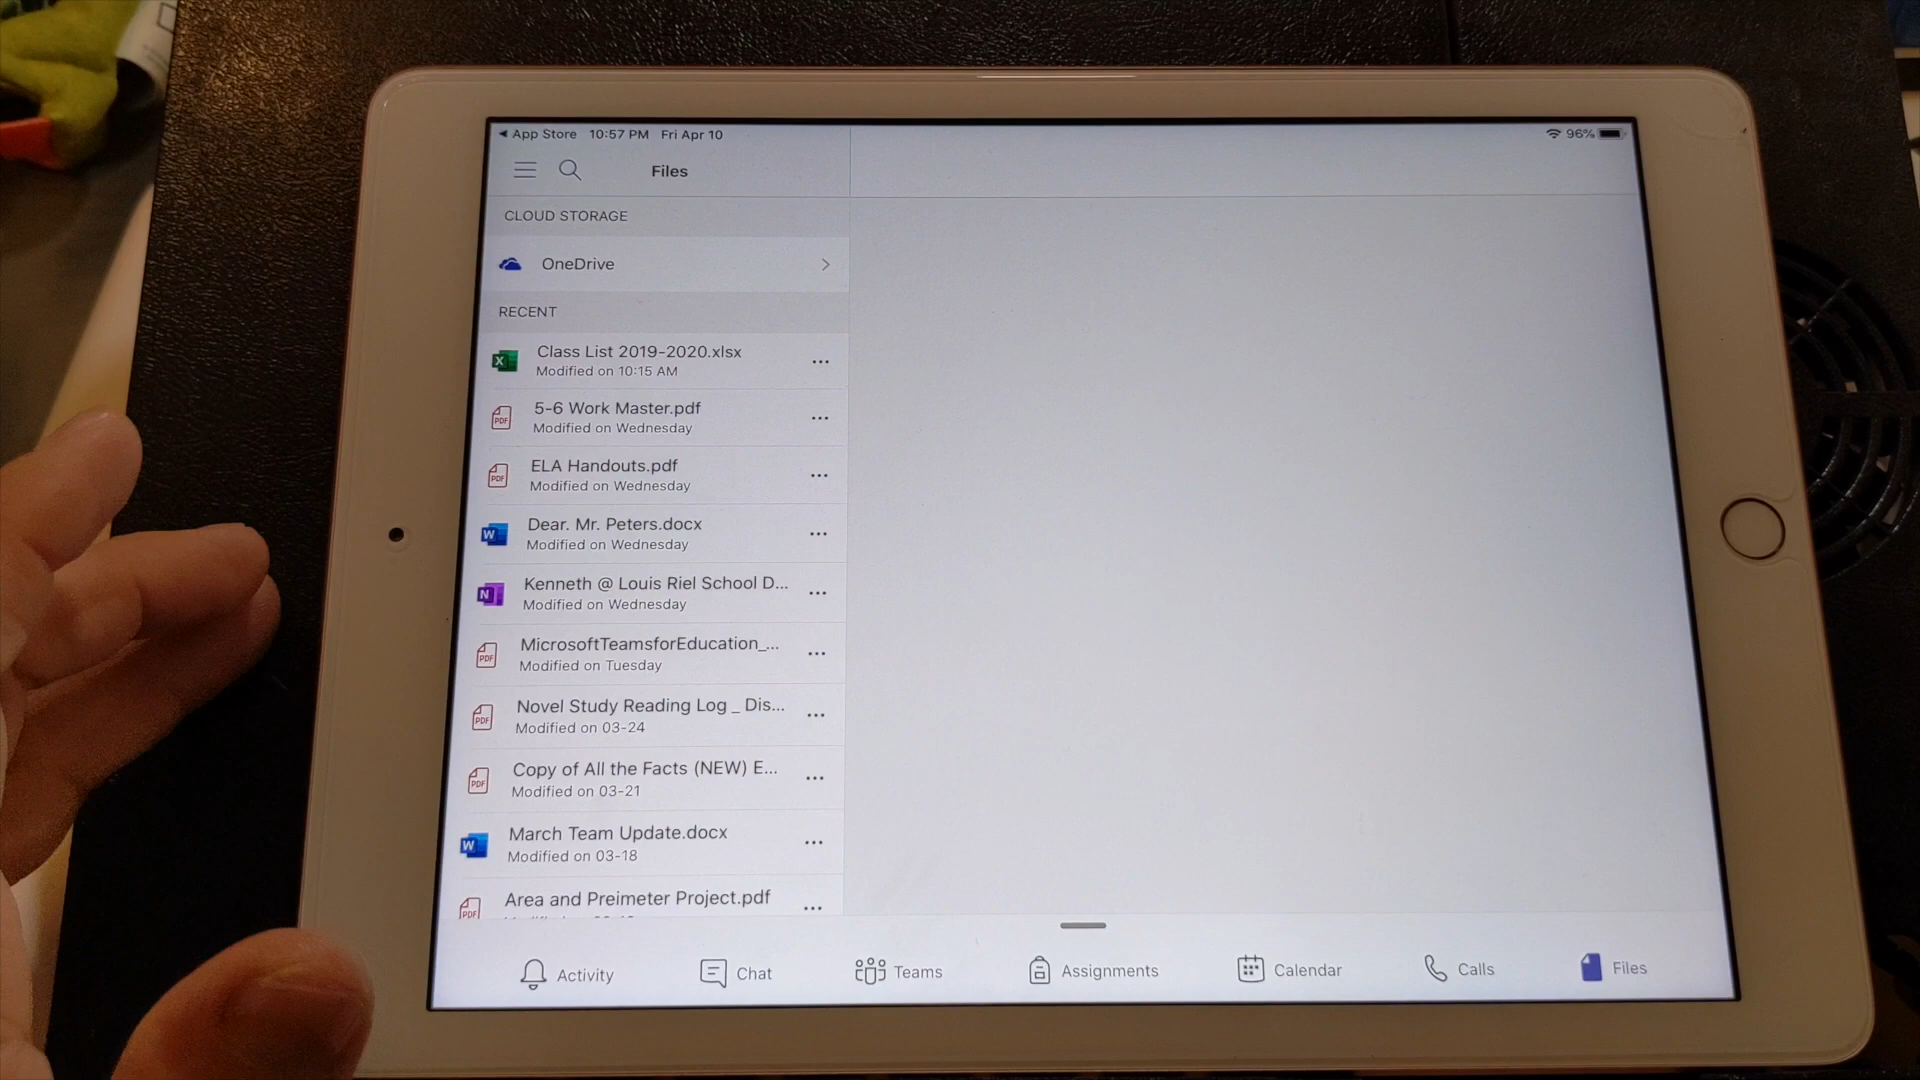 ◀ App Store 10:57 PM Fri Apr 10 96%
Files
CLOUD STORAGE
OneDrive
RECENT
Class List 2019-2020.xlsx
Modified on 10:15 AM
5-6 Work Master.pdf
Modified on Wednesday
ELA Handouts.pdf
Modified on Wednesday
Dear. Mr. Peters.docx
Modified on Wednesday
Kenneth @ Louis Riel School D...
Modified on Wednesday
MicrosoftTeamsforEducation_...
Modified on Tuesday
Novel Study Reading Log _ Dis...
Modified on 03-24
Copy of All the Facts (NEW) E...
Modified on 03-21
March Team Update.docx
Modified on 03-18
Area and Preimeter Project.pdf
Activity Chat Teams Assignments Calendar Calls Files